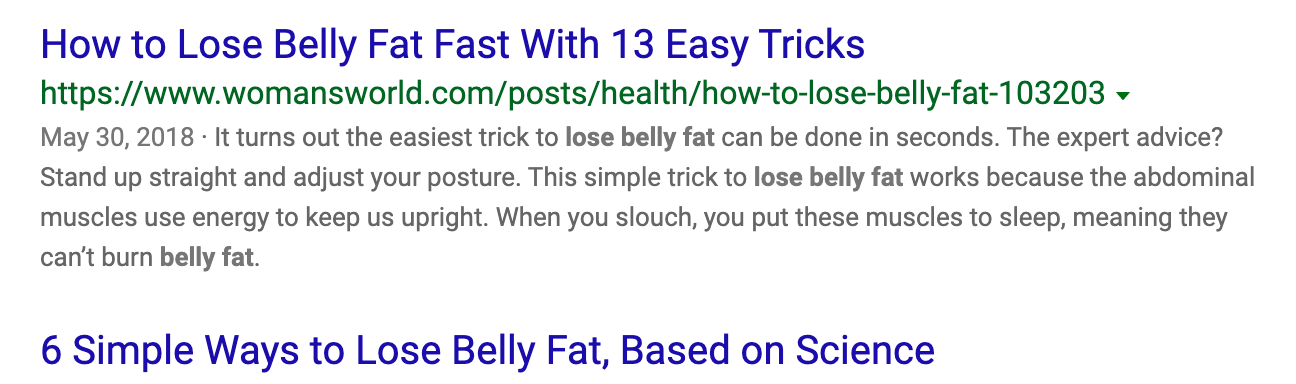 How to Lose Belly Fat Fast With 13 Easy Tricks
https://www.womansworld.com/posts/health/how-to-lose-belly-fat-103203
May 30, 2018 · It turns out the easiest trick to lose belly fat can be done in seconds. The expert advice?
Stand up straight and adjust your posture. This simple trick to lose belly fat works because the abdominal
muscles use energy to keep us upright. When you slouch, you put these muscles to sleep, meaning they
can’t burn belly fat.
6 Simple Ways to Lose Belly Fat, Based on Science